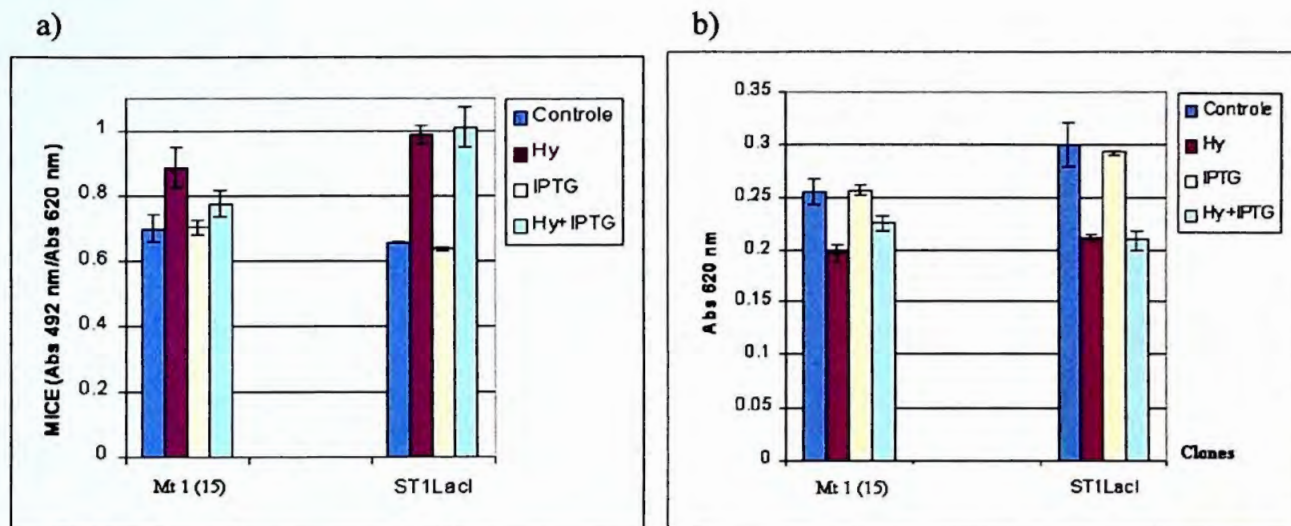 a)
MICE (Abs 492 nm/Abs 620 nm)
1
0.8
0.6
0.4
0.2
0
Mt 1 (15)
ST1LacI
Controle
Hy
IPTG
Hy+IPTG
b)
Abs 620 nm
0.35
0.3
0.25
0.2
0.15
0.1
0.05
0
Mt 1 (15)
ST1LacI
Clones
Controle
Hy
IPTG
Hy+IPTG